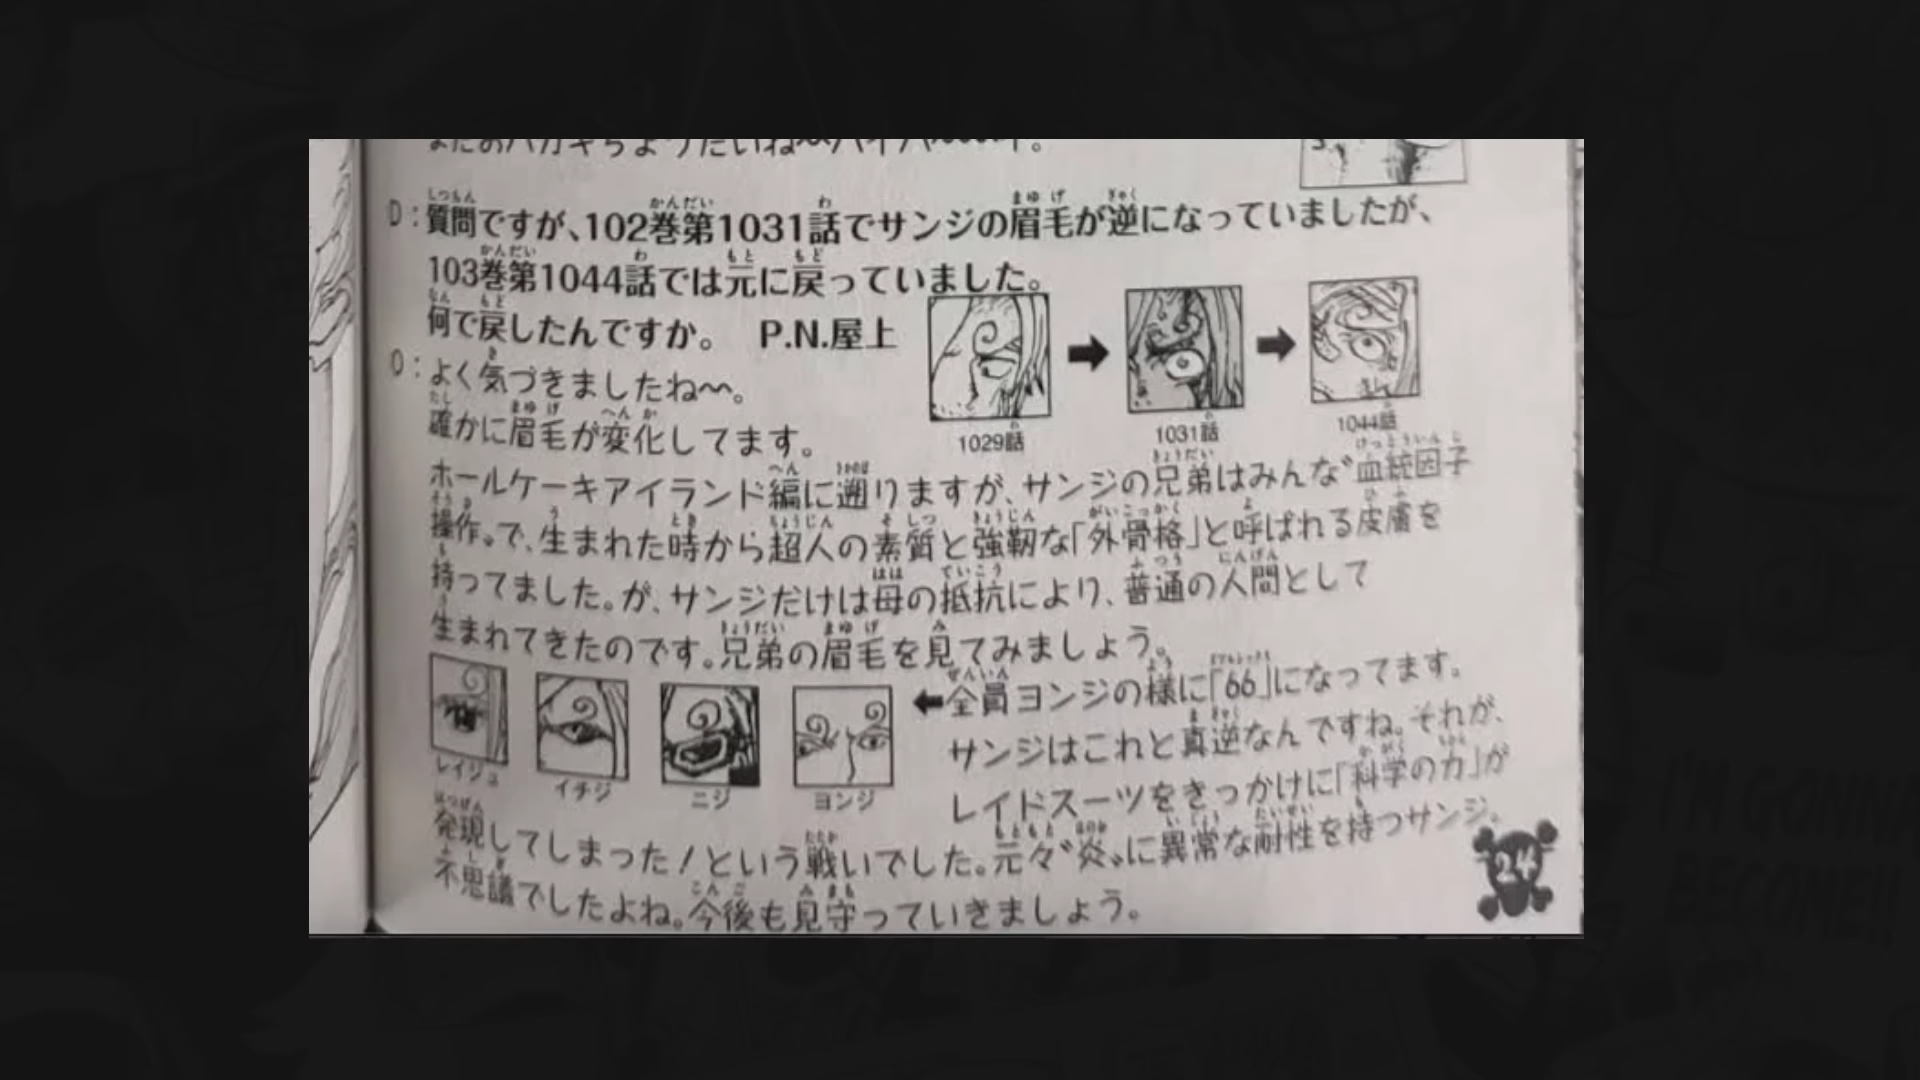 D：質問ですが、102巻第1031話でサンジの眉毛が逆になっていましたが、
103巻第1044話では元に戻っていました。
何で戻したんですか。 P.N.屋上
O：よく気づきましたね〜。
確かに眉毛が変化してます。
1029話
1031話
1044話
ホールケーキアイランド編に遡りますが、サンジの兄弟はみんな〝血統因子
操作〟で、生まれた時から超人の素質と強靭な「外骨格」と呼ばれる皮膚を
持ってました。が、サンジだけは母の抵抗により、普通の人間として
生まれてきたのです。兄弟の眉毛を見てみましょう。
レイジュ
イチジ
ニジ
ヨンジ
←全員ヨンジの様に「66」になってます。
サンジはこれと真逆なんですね。それが、
レイドスーツをきっかけに「科学の力」が
発現してしまった！という戦いでした。元々〝炎〟に異常な耐性を持つサンジ。
不思議でしたよね。今後も見守っていきましょう。
24